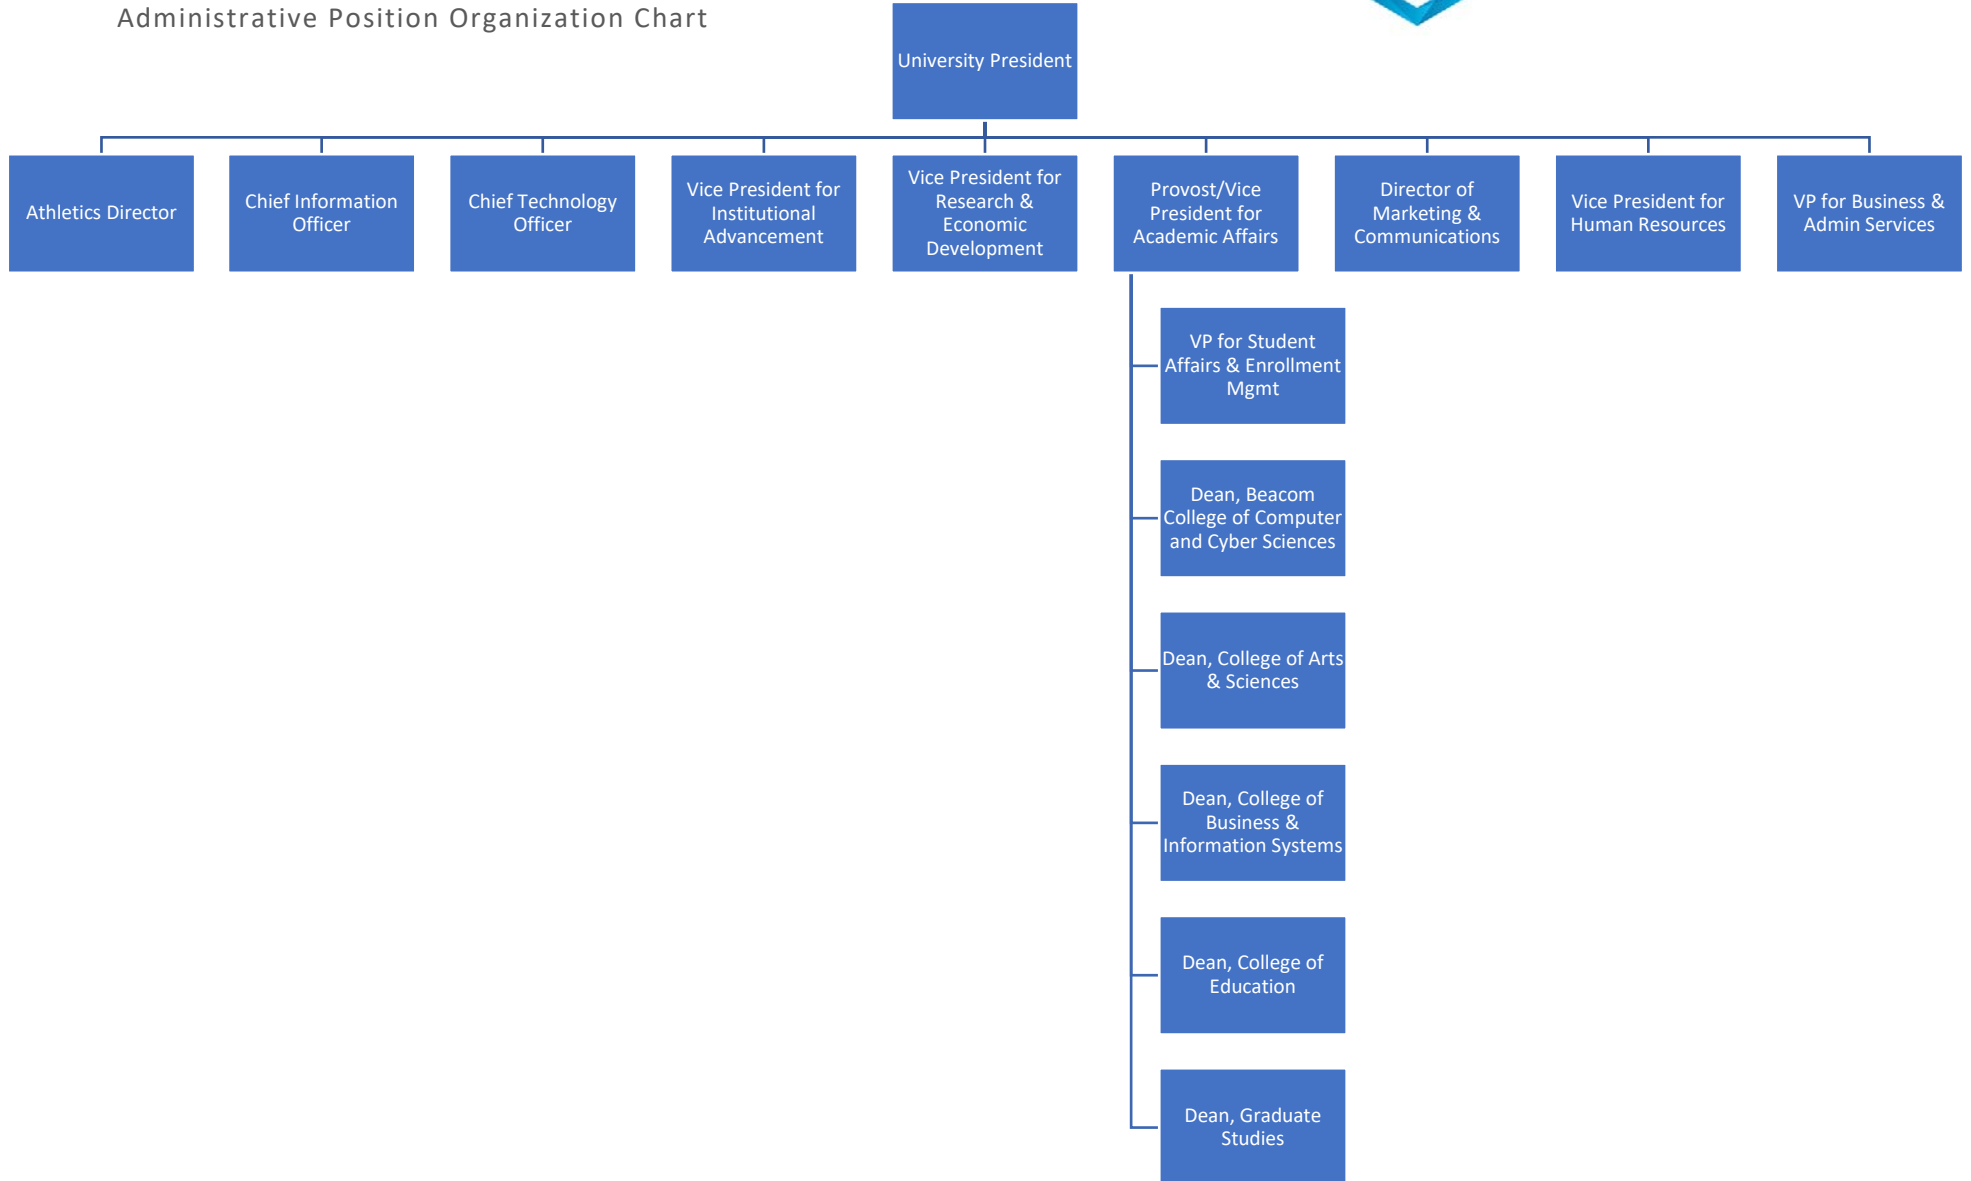 Administrative Position Organization Chart
University President
Athletics Director
Chief Information
Officer
Chief Technology
Officer
Vice President for
Institutional
Advancement
Vice President for
Research &
Economic
Development
Provost/Vice
President for
Academic Affairs
Director of
Marketing &
Communications
Vice President for
Human Resources
VP for Business &
Admin Services
VP for Student
Affairs & Enrollment
Mgmt
Dean, Beacom
College of Computer
and Cyber Sciences
Dean, College of Arts
& Sciences
Dean, College of
Business &
Information Systems
Dean, College of
Education
Dean, Graduate
Studies